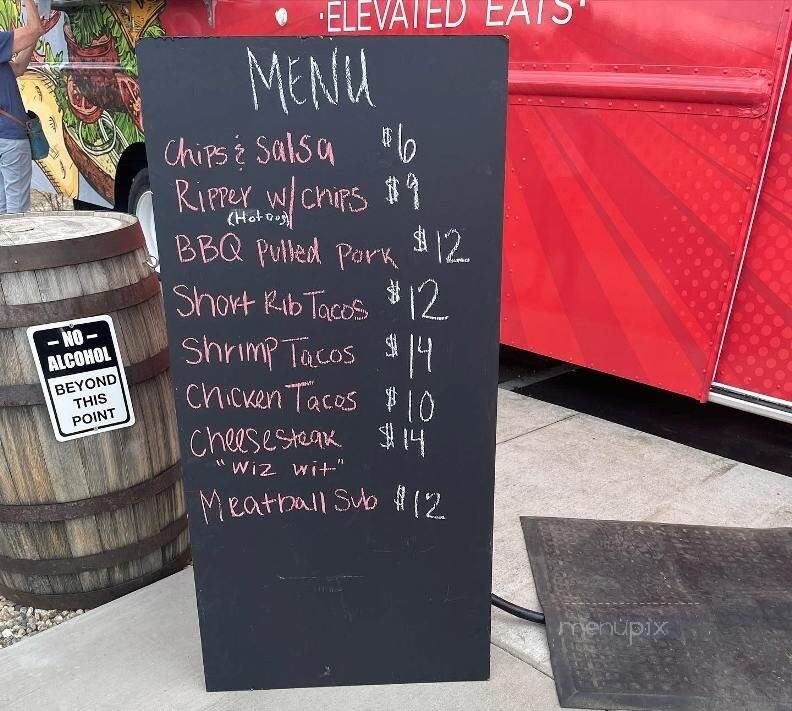 ·ELEVATED EATS·
MENU
Chips & Salsa $6
Ripper w/ chips $9
(Hot Dog)
BBQ Pulled Pork $12
Short Rib Tacos $12
Shrimp Tacos $14
Chicken Tacos $10
Cheesesteak $14
"Wiz wit"
Meatball Sub $12
-NO-
ALCOHOL
BEYOND
THIS
POINT
menupix